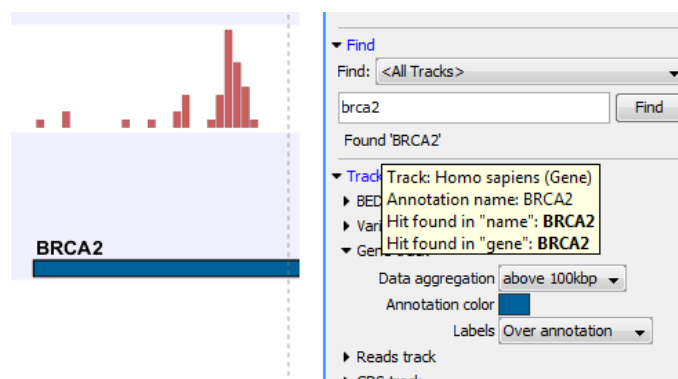 Find
Find: <All Tracks>
brca2 Find
Found 'BRCA2'
Track
Track: Homo sapiens (Gene)
Annotation name: BRCA2
Hit found in "name": BRCA2
Hit found in "gene": BRCA2
BED
Vari
Gene track
BRCA2
Data aggregation above 100kbp
Annotation color
Labels Over annotation
Reads track